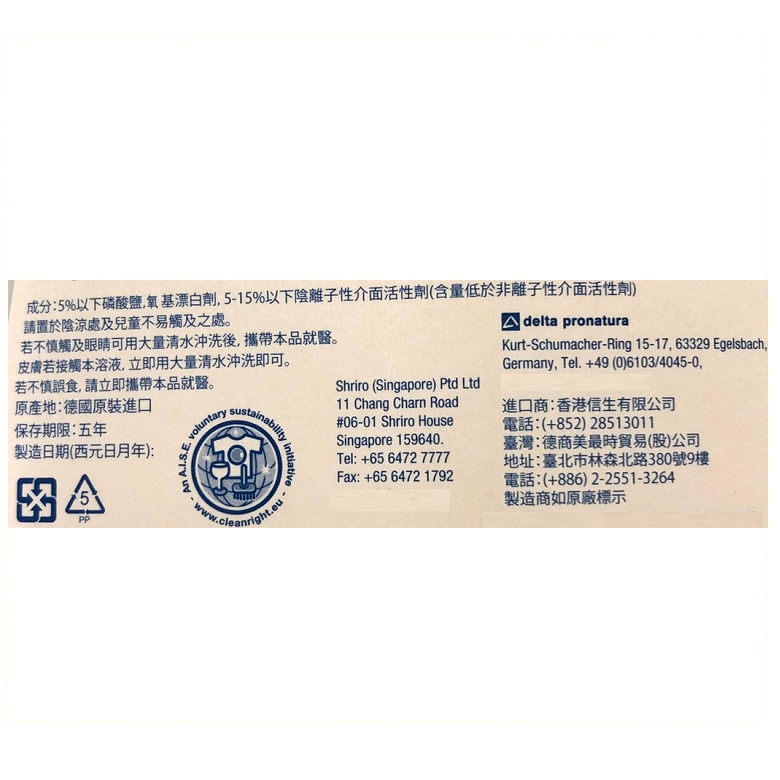 成分:5%以下磷酸鹽,氧基漂白劑, 5-15%以下陰離子性介面活性劑(含量低於非離子性介面活性劑)
請置於陰涼處及兒童不易觸及之處。
若不慎觸及眼睛可用大量清水沖洗後, 攜帶本品就醫。
皮膚若接觸本溶液, 立即用大量清水沖洗即可。
若不慎誤食, 請立即攜帶本品就醫。
原產地:德國原裝進口
保存期限:五年
製造日期(西元日月年):
5
PP
An A.I.S.E. voluntary sustainability initiative
- www.cleanright.eu -
Shriro (Singapore) Ptd Ltd
11 Chang Charn Road
#06-01 Shriro House
Singapore 159640.
Tel: +65 6472 7777
Fax: +65 6472 1792
delta pronatura
Kurt-Schumacher-Ring 15-17, 63329 Egelsbach,
Germany, Tel. +49 (0)6103/4045-0,
進口商:香港信生有限公司
電話:(+852) 28513011
臺灣:德商美最時貿易(股)公司
地址:臺北市林森北路380號9樓
電話:(+886) 2-2551-3264
製造商如原廠標示